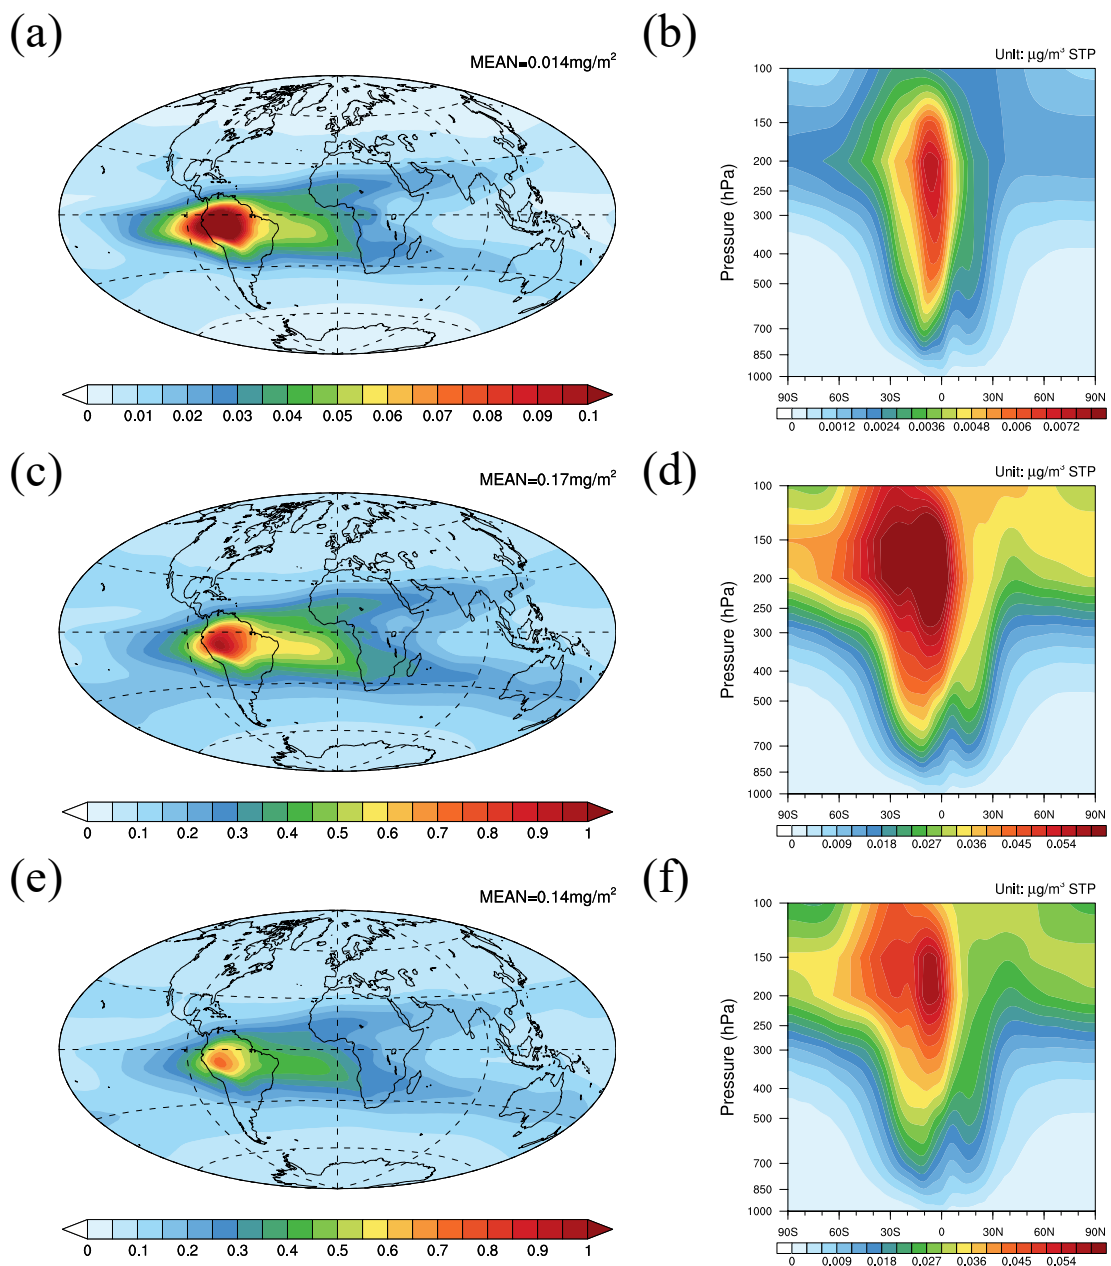 (a)
MEAN=0.014mg/m²
0 0.01 0.02 0.03 0.04 0.05 0.06 0.07 0.08 0.09 0.1
(b)
Unit: µg/m³ STP
Pressure (hPa)
100
150
200
250
300
400
500
700
850
1000
90S 60S 30S 0 30N 60N 90N
0 0.0012 0.0024 0.0036 0.0048 0.006 0.0072
(c)
MEAN=0.17mg/m²
0 0.1 0.2 0.3 0.4 0.5 0.6 0.7 0.8 0.9 1
(d)
Unit: µg/m³ STP
Pressure (hPa)
100
150
200
250
300
400
500
700
850
1000
90S 60S 30S 0 30N 60N 90N
0 0.009 0.018 0.027 0.036 0.045 0.054
(e)
MEAN=0.14mg/m²
0 0.1 0.2 0.3 0.4 0.5 0.6 0.7 0.8 0.9 1
(f)
Unit: µg/m³ STP
Pressure (hPa)
100
150
200
250
300
400
500
700
850
1000
90S 60S 30S 0 30N 60N 90N
0 0.009 0.018 0.027 0.036 0.045 0.054